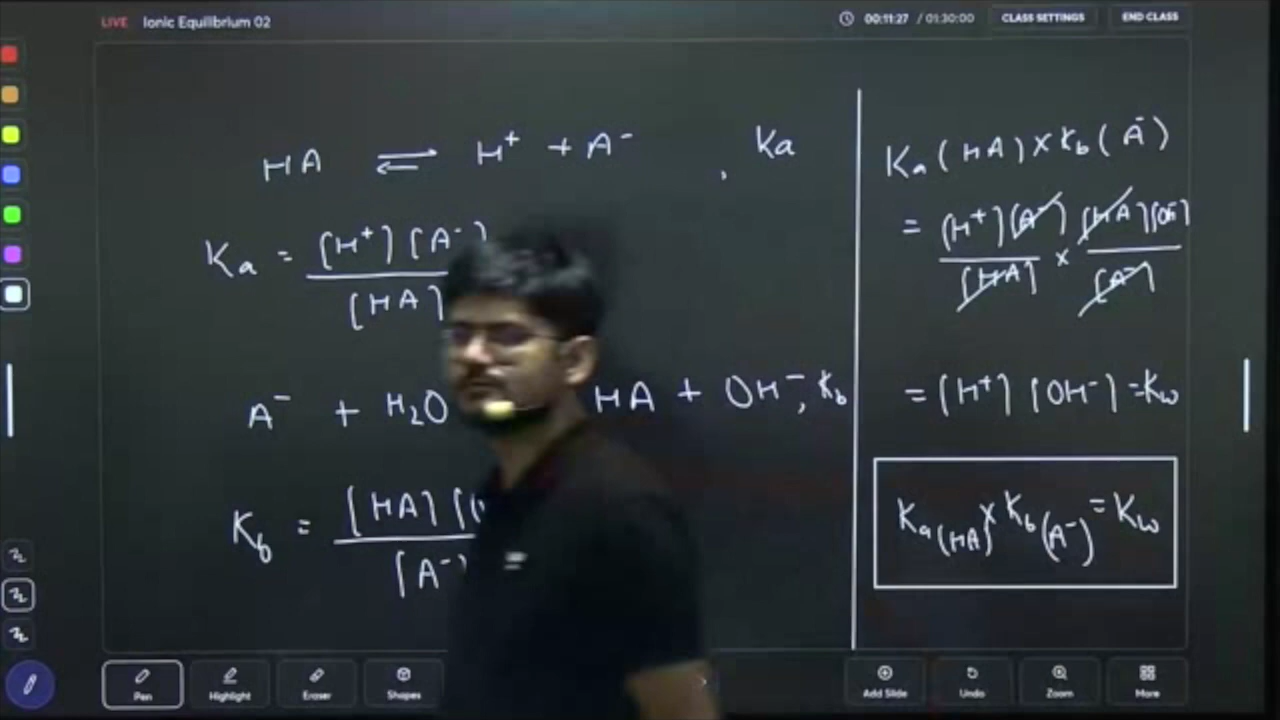 LIVE Ionic Equilibrium 02
00:11:27 / 01:30:00 CLASS SETTINGS END CLASS
HA ⇌ H⁺ + A⁻ , Ka
Ka = [H⁺] [A⁻]
[HA]
A⁻ + H₂O HA + OH⁻, Kb
Kb = [HA] [
[A⁻]
Ka (HA) × Kb (A⁻)
= [H⁺] [A⁻] × [HA] [OH⁻]
[HA] [A⁻]
= [H⁺] [OH⁻] = Kw
Ka(HA) × Kb(A⁻) = Kw
Pen Highlight Eraser Shapes Add Slide Undo Zoom More